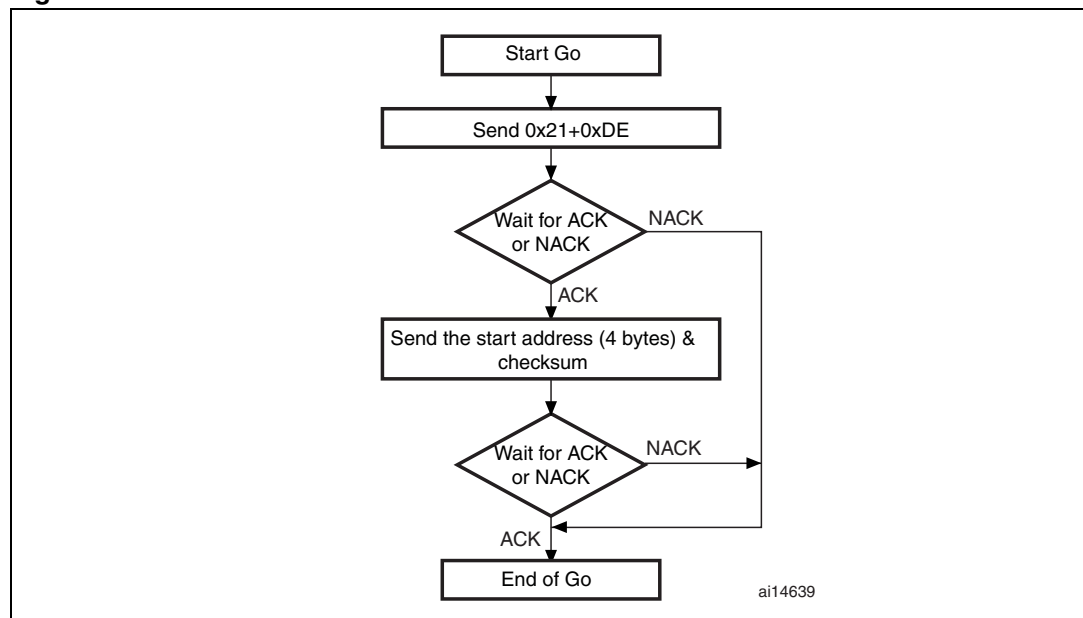 Start Go
Send 0x21+0xDE
Wait for ACK
or NACK
NACK
ACK
Send the start address (4 bytes) &
checksum
Wait for ACK
or NACK
NACK
ACK
End of Go
ai14639